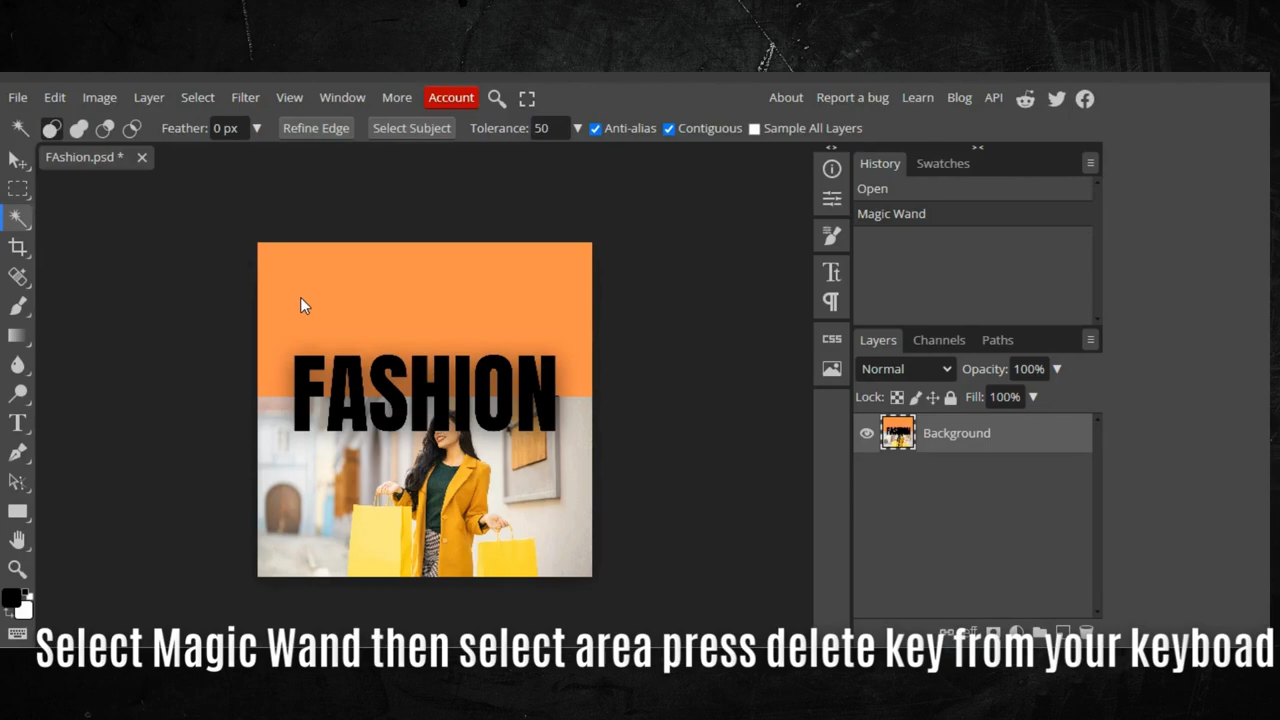 File Edit Image Layer Select Filter View Window More Account About Report a bug Learn Blog API
Feather: 0 px Refine Edge Select Subject Tolerance: 50 Anti-alias Contiguous Sample All Layers
FAshion.psd *
History Swatches
Open
Magic Wand
FASHION
CSS
Layers Channels Paths
Normal Opacity: 100%
Lock: Fill: 100%
Background
Select Magic Wand then select area press delete key from your keyboad